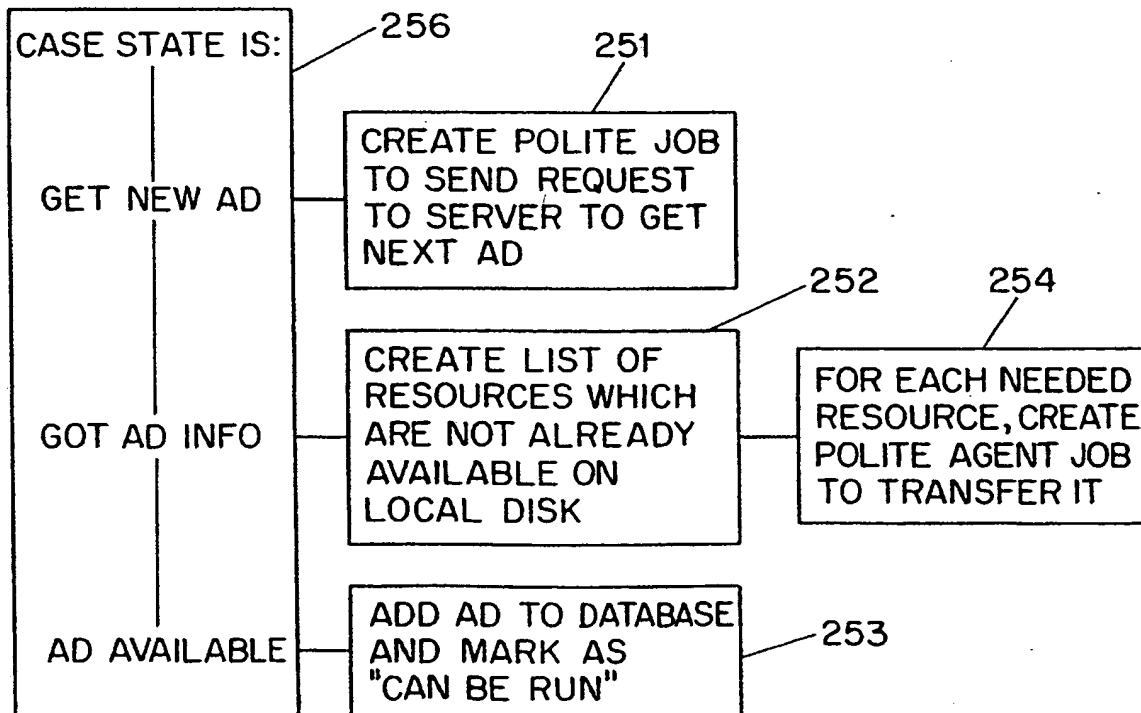 CASE STATE IS:
256
251
CREATE POLITE JOB
TO SEND REQUEST
TO SERVER TO GET
NEXT AD
GET NEW AD
252
254
CREATE LIST OF
RESOURCES WHICH
ARE NOT ALREADY
AVAILABLE ON
LOCAL DISK
FOR EACH NEEDED
RESOURCE, CREATE
POLITE AGENT JOB
TO TRANSFER IT
GOT AD INFO
ADD AD TO DATABASE
AND MARK AS
"CAN BE RUN"
253
AD AVAILABLE